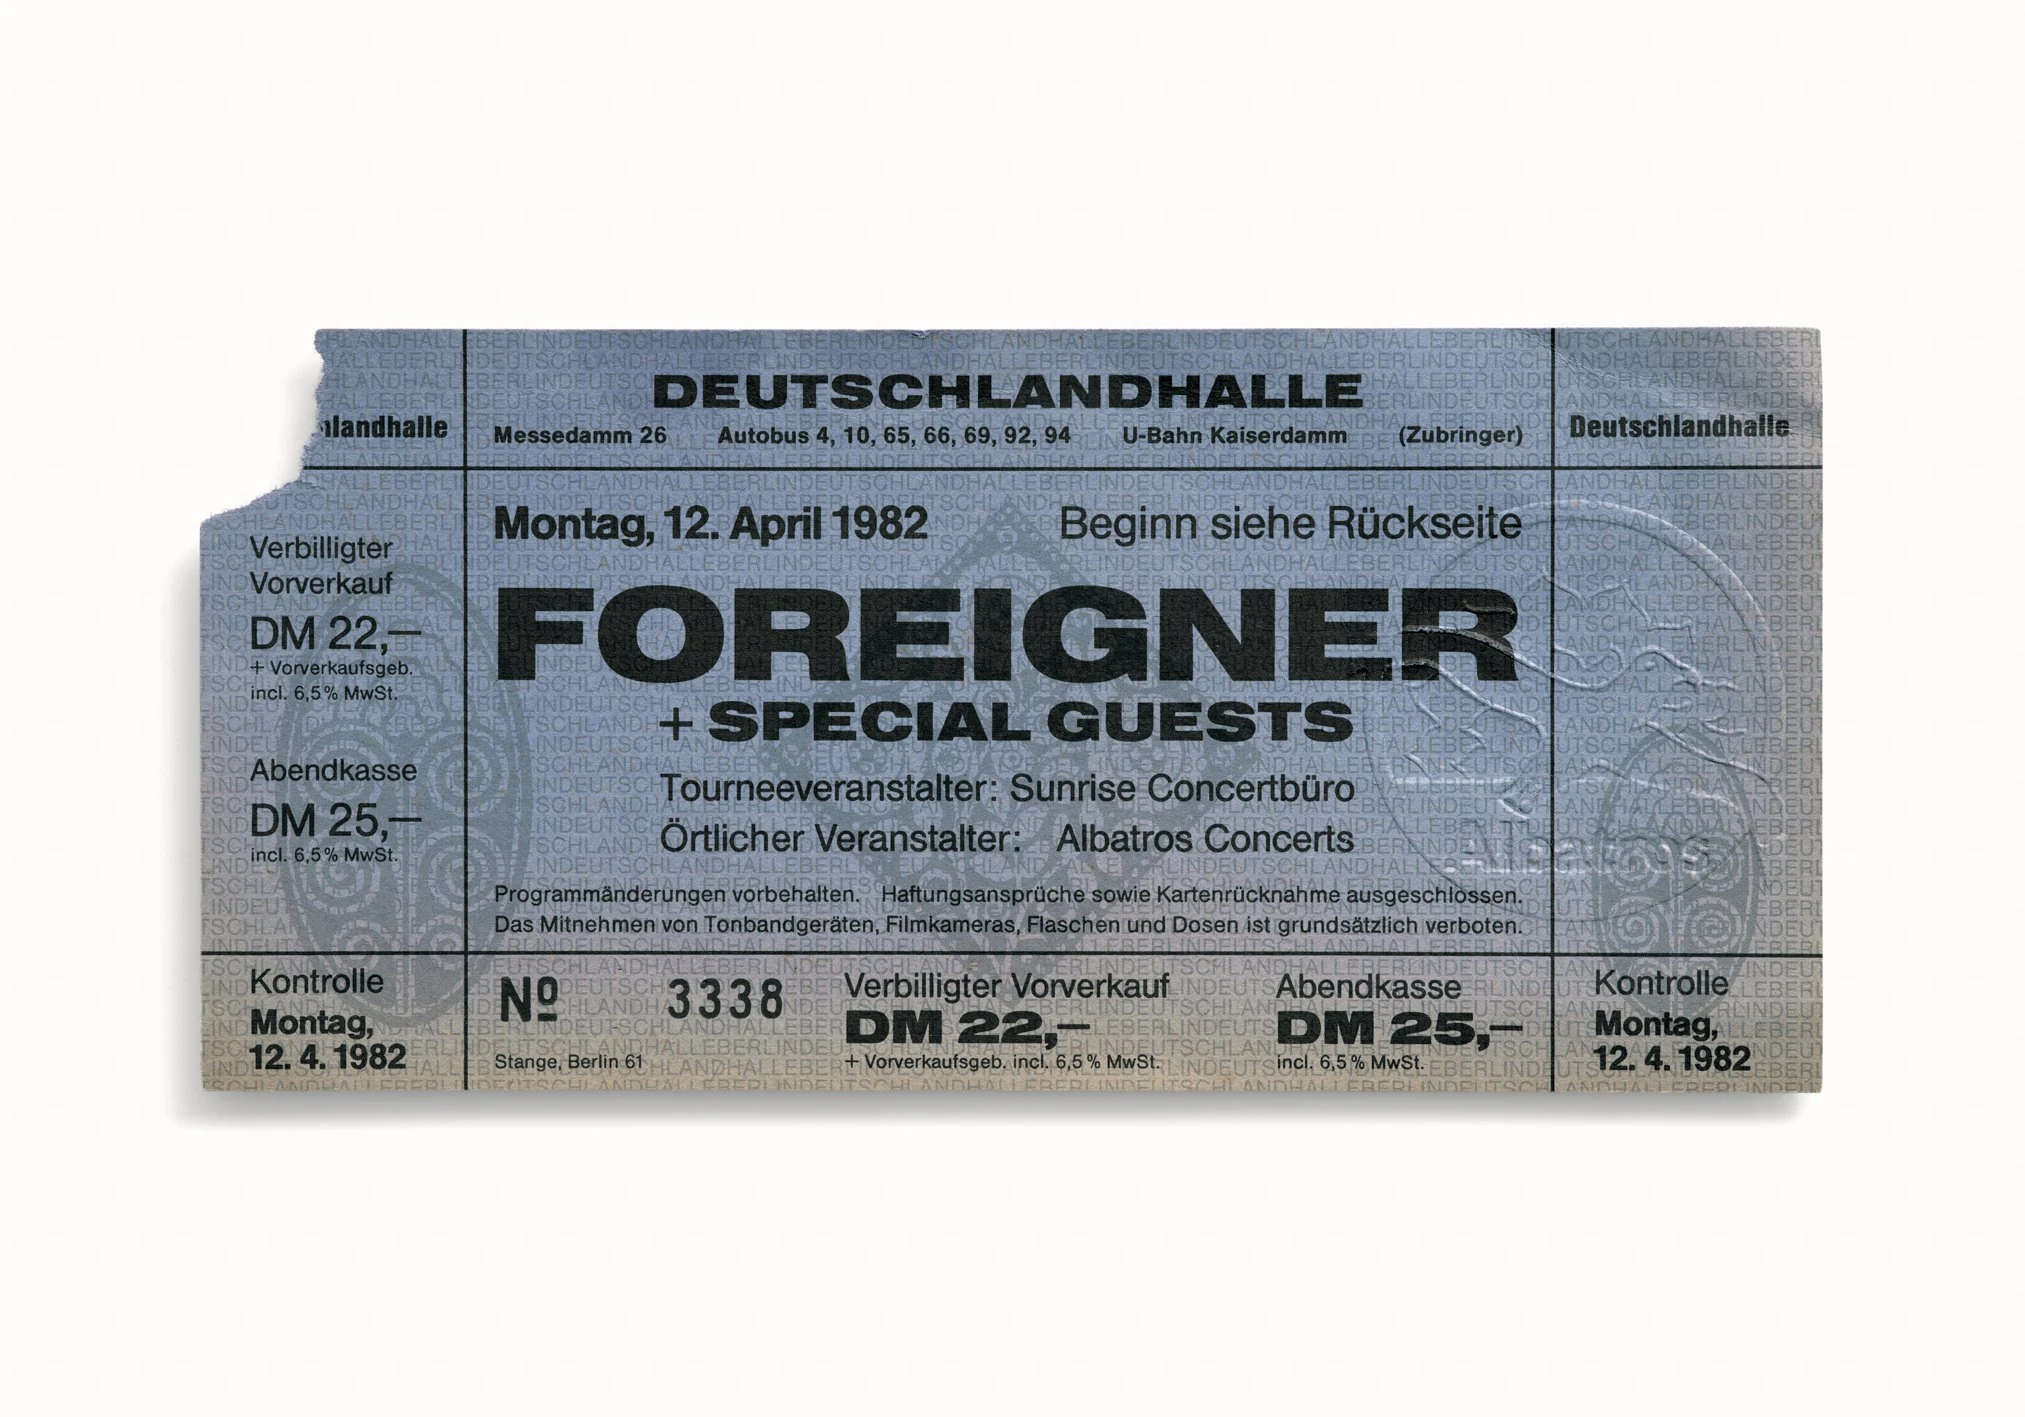 DEUTSCHLANDHALLE
Messedamm 26 Autobus 4, 10, 65, 66, 69, 92, 94 U-Bahn Kaiserdamm (Zubringer)
landhalle
Verbilligter
Vorverkauf
DM 22,—
+ Vorverkaufsgeb.
incl. 6,5% MwSt.
Abendkasse
DM 25,—
incl. 6,5% MwSt.
Kontrolle
Montag,
12. 4. 1982
Montag, 12. April 1982 Beginn siehe Rückseite
FOREIGNER
+ SPECIAL GUESTS
Tourneeveranstalter: Sunrise Concertbüro
Örtlicher Veranstalter: Albatros Concerts
Programmänderungen vorbehalten. Haftungsansprüche sowie Kartenrücknahme ausgeschlossen.
Das Mitnehmen von Tonbandgeräten, Filmkameras, Flaschen und Dosen ist grundsätzlich verboten.
Nº 3338
Stange, Berlin 61
Verbilligter Vorverkauf
DM 22,—
+ Vorverkaufsgeb. incl. 6,5% MwSt.
Abendkasse
DM 25,—
incl. 6,5% MwSt.
Deutschlandhalle
Albatros
Kontrolle
Montag,
12. 4. 1982